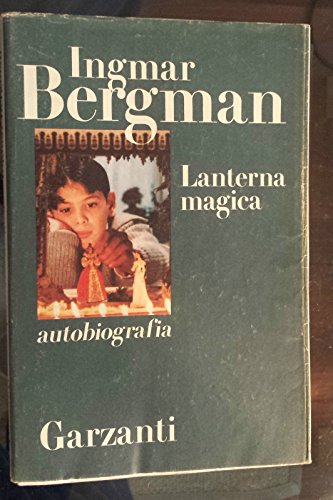 Ingmar
Bergman
Lanterna
magica
autobiografia
Garzanti